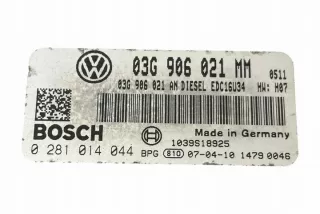 03G 906 021 MM 0511
03G 906 021 AN DIESEL EDC16U34 HW: H07
BOSCH
Made in Germany
1039S18925
0 281 014 044 BPG 810 07-04-10 1479 0046